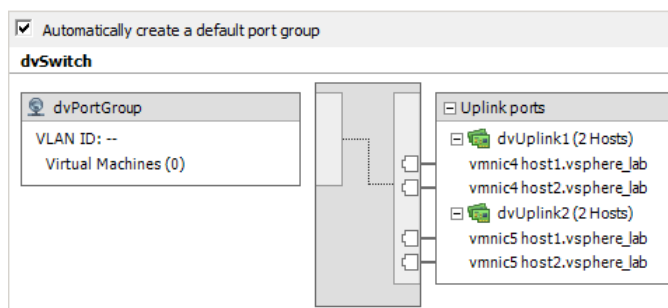 Automatically create a default port group
dvSwitch
dvPortGroup
VLAN ID: --
Virtual Machines (0)
Uplink ports
dvUplink1 (2 Hosts)
vmnic4 host1.vsphere_lab
vmnic4 host2.vsphere_lab
dvUplink2 (2 Hosts)
vmnic5 host1.vsphere_lab
vmnic5 host2.vsphere_lab